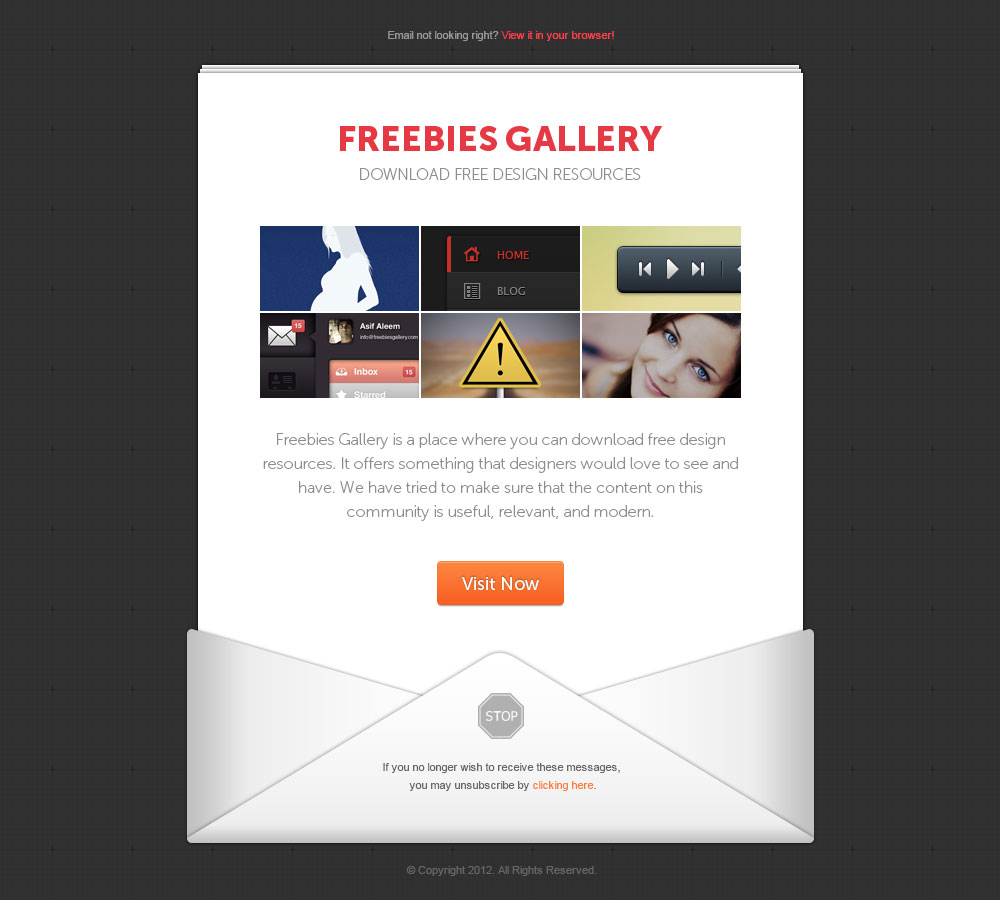 Email not looking right? View it in your browser!
FREEBIES GALLERY
DOWNLOAD FREE DESIGN RESOURCES
HOME
BLOG
15
Asif Aleem
info@freebiesgallery.com
Inbox 15
Starred
!
Freebies Gallery is a place where you can download free design
resources. It offers something that designers would love to see and
have. We have tried to make sure that the content on this
community is useful, relevant, and modern.
Visit Now
STOP
If you no longer wish to receive these messages,
you may unsubscribe by clicking here.
© Copyright 2012. All Rights Reserved.